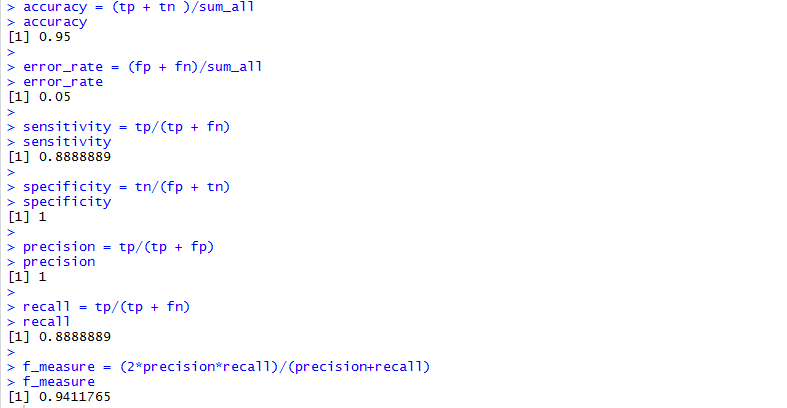 > accuracy = (tp + tn )/sum_all
> accuracy
[1] 0.95
>
> error_rate = (fp + fn)/sum_all
> error_rate
[1] 0.05
>
> sensitivity = tp/(tp + fn)
> sensitivity
[1] 0.8888889
>
> specificity = tn/(fp + tn)
> specificity
[1] 1
>
> precision = tp/(tp + fp)
> precision
[1] 1
>
> recall = tp/(tp + fn)
> recall
[1] 0.8888889
>
> f_measure = (2*precision*recall)/(precision+recall)
> f_measure
[1] 0.9411765